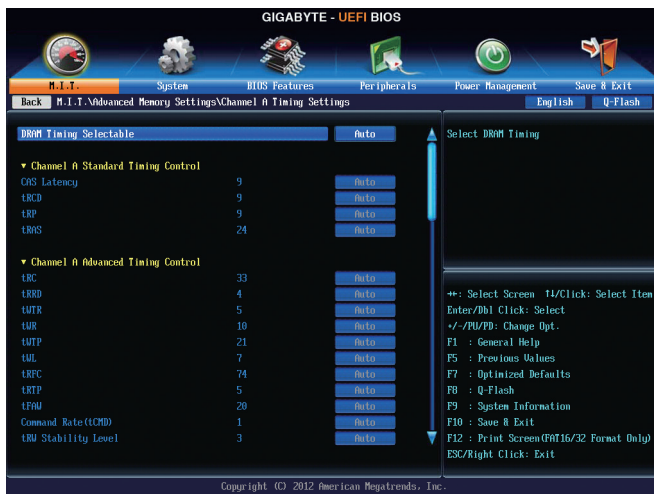 GIGABYTE - UEFI BIOS
M.I.T. System BIOS Features Peripherals Power Management Save & Exit
Back M.I.T.\Advanced Memory Settings\Channel A Timing Settings English Q-Flash
DRAM Timing Selectable Auto
▼ Channel A Standard Timing Control
CAS Latency 9 Auto
tRCD 9 Auto
tRP 9 Auto
tRAS 24 Auto
▼ Channel A Advanced Timing Control
tRC 33 Auto
tRRD 4 Auto
tWTR 5 Auto
tWR 10 Auto
tWTP 21 Auto
tWL 7 Auto
tRFC 74 Auto
tRTP 5 Auto
tFAW 20 Auto
Command Rate(tCMD) 1 Auto
tRW Stability Level 3 Auto
Select DRAM Timing
→←: Select Screen ↑↓/Click: Select Item
Enter/Dbl Click: Select
+/-/PU/PD: Change Opt.
F1 : General Help
F5 : Previous Values
F7 : Optimized Defaults
F8 : Q-Flash
F9 : System Information
F10 : Save & Exit
F12 : Print Screen(FAT16/32 Format Only)
ESC/Right Click: Exit
Copyright (C) 2012 American Megatrends, Inc.